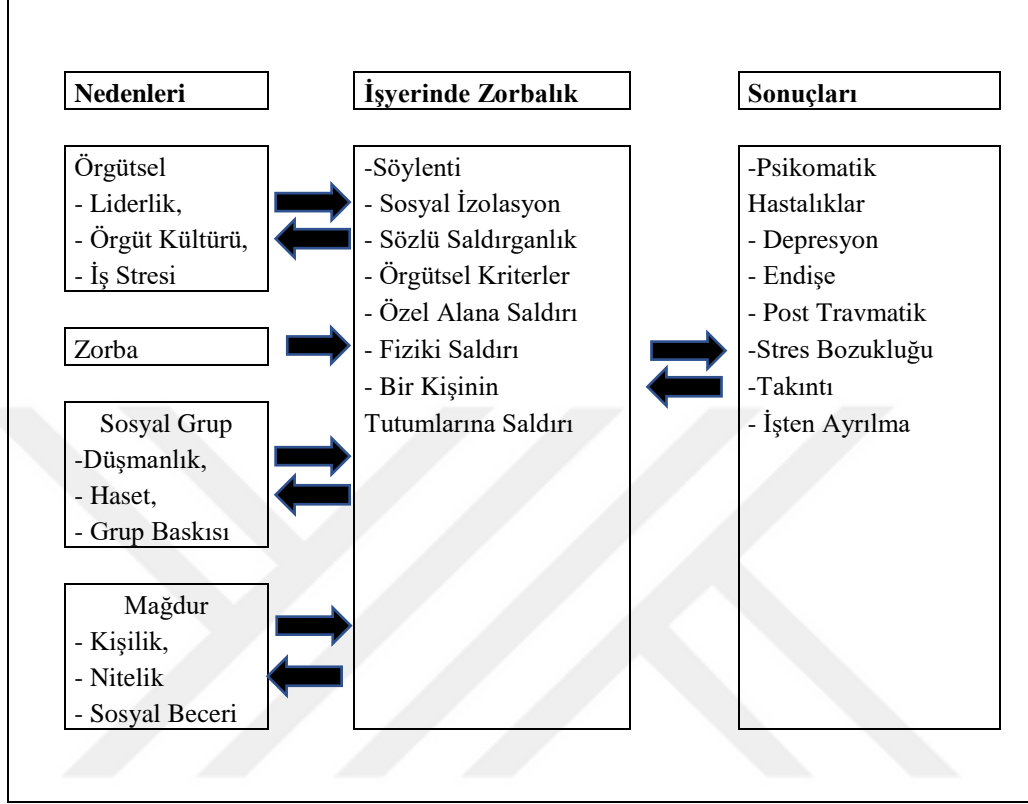 Nedenleri
Örgütsel
- Liderlik,
- Örgüt Kültürü,
- İş Stresi
Zorba
Sosyal Grup
-Düşmanlık,
- Haset,
- Grup Baskısı
Mağdur
- Kişilik,
- Nitelik
- Sosyal Beceri
İşyerinde Zorbalık
-Söylenti
- Sosyal İzolasyon
- Sözlü Saldırganlık
- Örgütsel Kriterler
- Özel Alana Saldırı
- Fiziki Saldırı
- Bir Kişinin
Tutumlarına Saldırı
Sonuçları
-Psikomatik
Hastalıklar
- Depresyon
- Endişe
- Post Travmatik
-Stres Bozukluğu
-Takıntı
- İşten Ayrılma